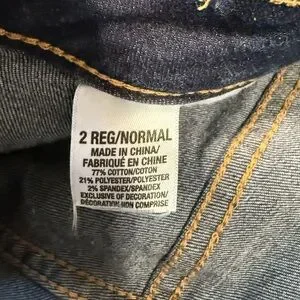 2 REG/NORMAL
MADE IN CHINA/
FABRIQUÉ EN CHINE
77% COTTON/COTON
21% POLYESTER/POLYESTER
2% SPANDEX/SPANDEX
EXCLUSIVE OF DECORATION/
DÉCORATION NON COMPRISE